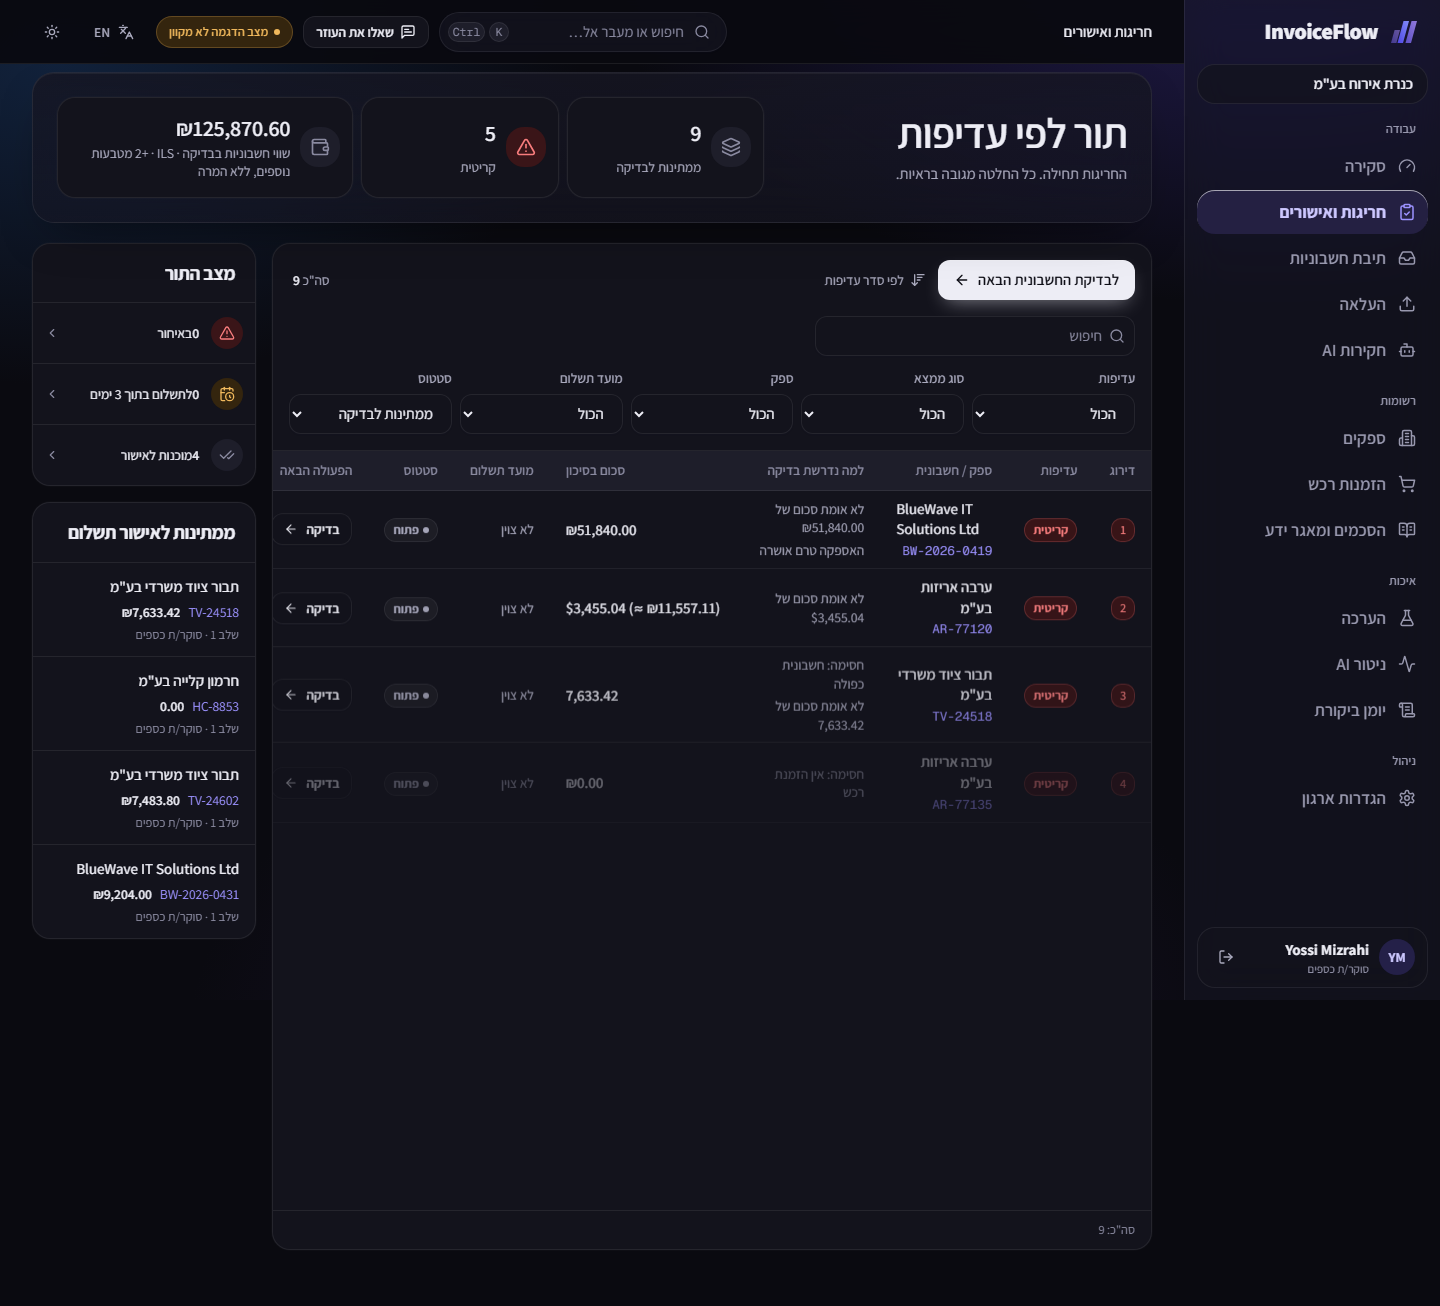 InvoiceFlow
כנרת אירוח בע"מ
עבודה
סקירה
חריגות ואישורים
תיבת חשבוניות
העלאה
חקירות AI
רשומות
ספקים
הזמנות רכש
הסכמים ומאגר ידע
איכות
הערכה
ניטור AI
יומן ביקורת
ניהול
הגדרות ארגון
YM
Yossi Mizrahi
סוקר/ת כספים
חריגות ואישורים
חיפוש או מעבר אל...
Ctrl K
שאלו את העוזר
מצב הדגמה לא מקוון
EN
תור לפי עדיפות
החריגות תחילה. כל החלטה מגובה בראיות.
9
ממתינות לבדיקה
5
קריטית
₪125,870.60
שווי חשבוניות בבדיקה · ILS · +2 מטבעות
נוספים, ללא המרה
לבדיקת החשבונית הבאה
לפי סדר עדיפות
סה"כ 9
חיפוש
עדיפות
סוג ממצא
ספק
מועד תשלום
סטטוס
הכול
הכול
הכול
הכול
ממתינות לבדיקה
דירוג
עדיפות
ספק / חשבונית
למה נדרשת בדיקה
סכום בסיכון
מועד תשלום
סטטוס
הפעולה הבאה
1
קריטית
BlueWave IT
Solutions Ltd
BW-2026-0419
לא אומת סכום של
₪51,840.00
האספקה טרם אושרה
₪51,840.00
לא צוין
פתוח
בדיקה
2
קריטית
ערבה אריזות
בע"מ
AR-77120
לא אומת סכום של
$3,455.04
$3,455.04 (≈ ₪11,557.11)
לא צוין
פתוח
בדיקה
3
קריטית
תבור ציוד משרדי
בע"מ
TV-24518
חסימה: חשבונית
כפולה
לא אומת סכום של
7,633.42
7,633.42
לא צוין
פתוח
בדיקה
4
קריטית
ערבה אריזות
בע"מ
AR-77135
חסימה: אין הזמנת
רכש
₪0.00
לא צוין
פתוח
בדיקה
סה"כ: 9
מצב התור
0באיחור
0לתשלום בתוך 3 ימים
4מוכנות לאישור
ממתינות לאישור תשלום
תבור ציוד משרדי בע"מ
TV-24518 ₪7,633.42
שלב 1 · סוקר/ת כספים
חרמון קלייה בע"מ
HC-8853 0.00
שלב 1 · סוקר/ת כספים
תבור ציוד משרדי בע"מ
TV-24602 ₪7,483.80
שלב 1 · סוקר/ת כספים
BlueWave IT Solutions Ltd
BW-2026-0431 ₪9,204.00
שלב 1 · סוקר/ת כספים